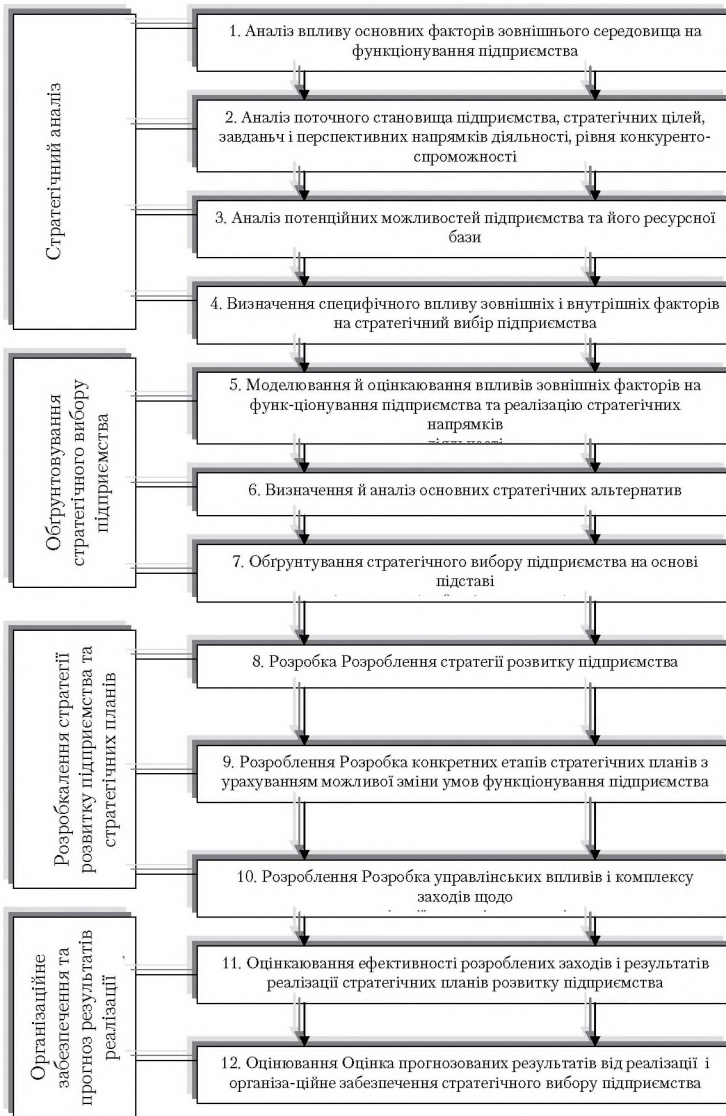 Стратегічний аналіз
1. Аналіз впливу основних факторів зовнішнього середовища на
функціонування підприємства
2. Аналіз поточного становища підприємства, стратегічних цілей,
завданьч і перспективних напрямків діяльності, рівня конкуренто-
спроможності
3. Аналіз потенційних можливостей підприємства та його ресурсної
бази
4. Визначення специфічного впливу зовнішніх і внутрішніх факторів
на стратегічний вибір підприємства
Обґрунтовування
стратегічного вибору
підприємства
5. Моделювання й оцінкаювання впливів зовнішніх факторів на
функ-ціонування підприємства та реалізацію стратегічних
напрямків
6. Визначення й аналіз основних стратегічних альтернатив
7. Обґрунтування стратегічного вибору підприємства на основі
підставі
Розробкалення стратегії
розвитку підприємства та
стратегічних планів
8. Розробка Розроблення стратегії розвитку підприємства
9. Розроблення Розробка конкретних етапів стратегічних планів з
урахуванням можливої зміни умов функціонування підприємства
10. Розроблення Розробка управлінських впливів і комплексу
заходів щодо
Організаційне
забезпечення та
прогноз результатів
реалізації
11. Оцінкаювання ефективності розроблених заходів і результатів
реалізації стратегічних планів розвитку підприємства
12. Оцінювання Оцінка прогнозованих результатів від реалізації і
організа-ційне забезпечення стратегічного вибору підприємства